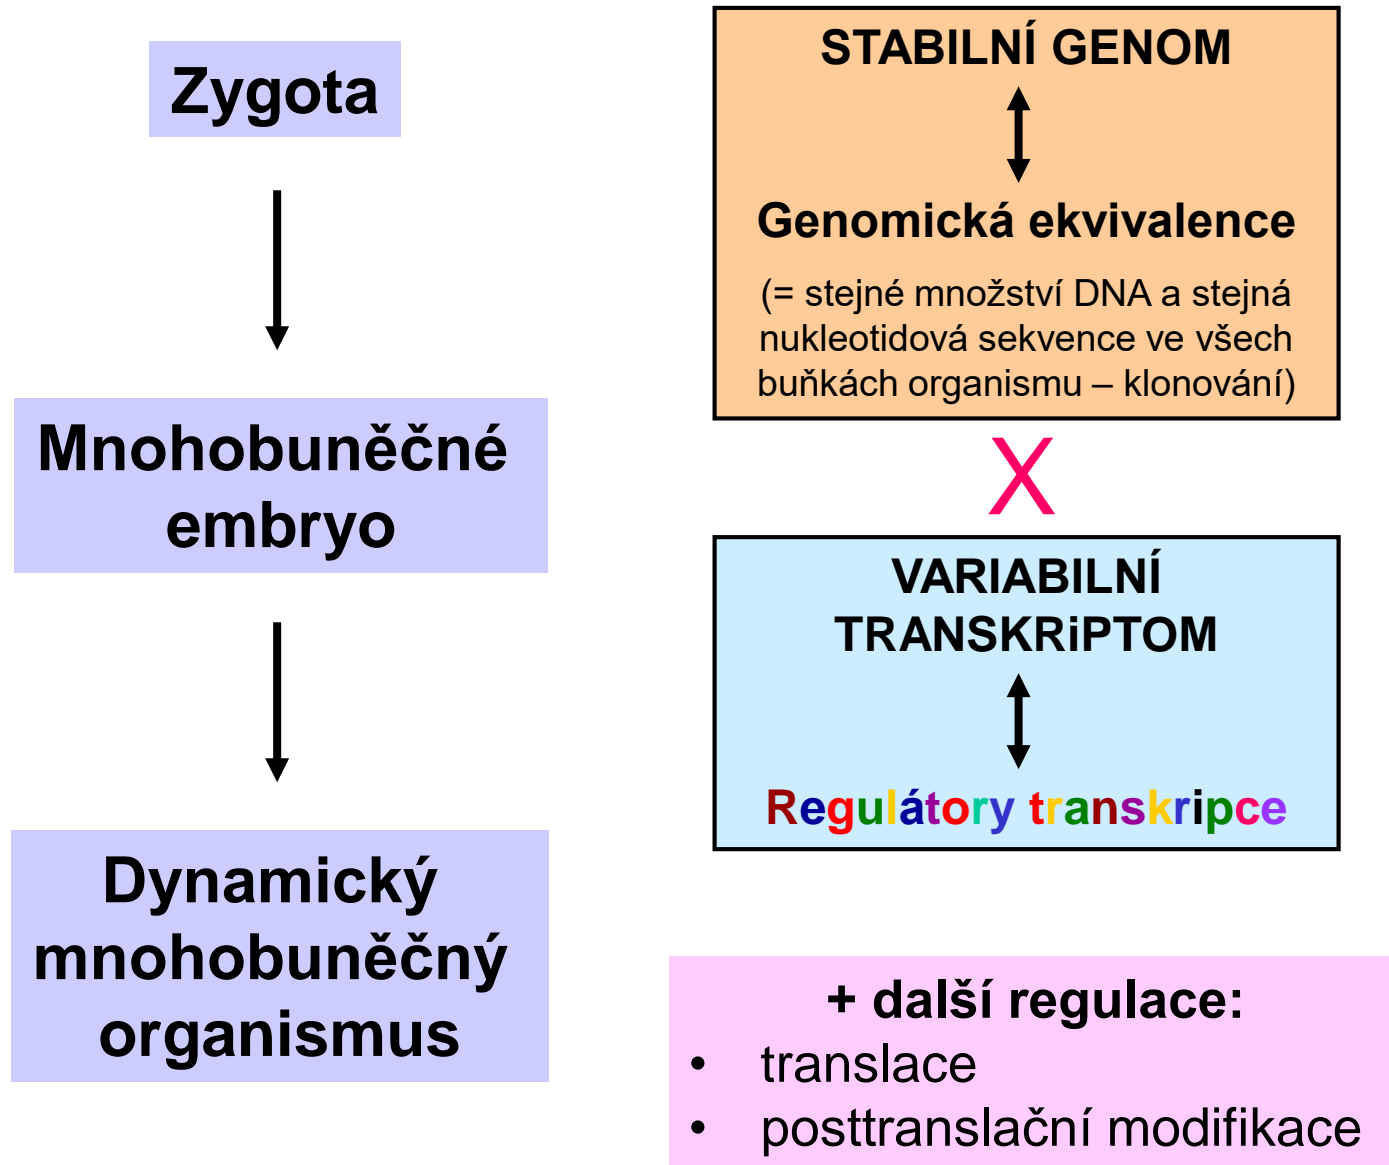 Zygota
Mnohobuněčné
embryo
Dynamický
mnohobuněčný
organismus
STABILNÍ GENOM
Genomická ekvivalence
(= stejné množství DNA a stejná
nukleotidová sekvence ve všech
buňkách organismu – klonování)
X
VARIABILNÍ
TRANSKRiPTOM
Regulátory transkripce
+ další regulace:
• translace
• posttranslační modifikace